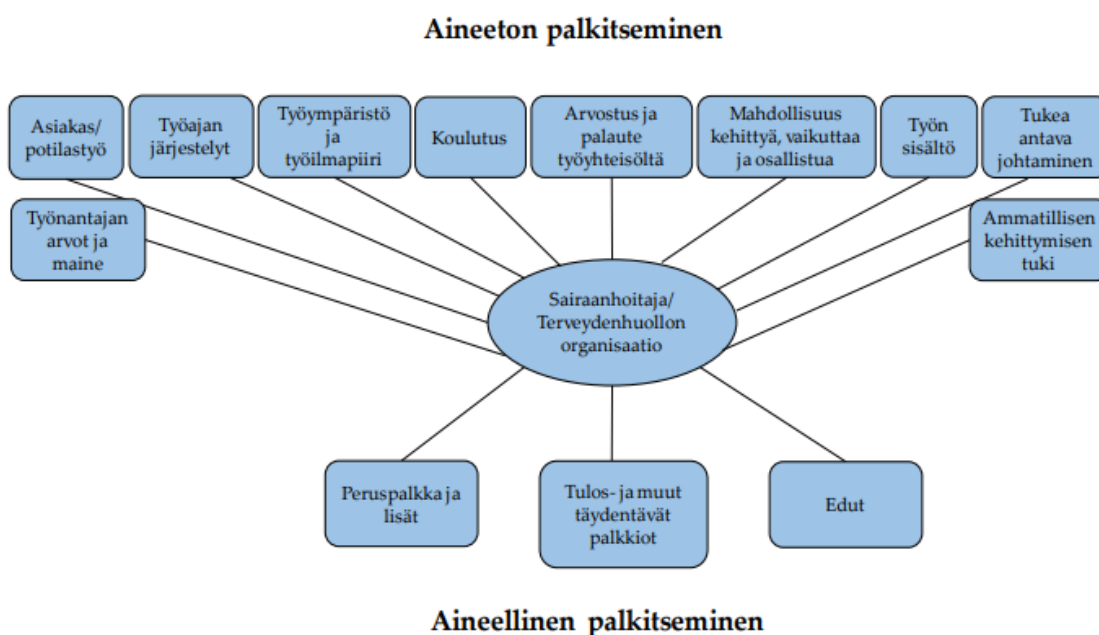 Aineeton palkitseminen
Asiakas/
potilastyö
Työajan
järjestelyt
Työympäristö
ja
työilmapiiri
Koulutus
Arvostus ja
palaute
työyhteisöltä
Mahdollisuus
kehittyä, vaikuttaa
ja osallistua
Työn
sisältö
Tukea
antava
johtaminen
Työnantajan
arvot ja
maine
Ammatillisen
kehittymisen
tuki
Sairaanhoitaja/
Terveydenhuollon
organisaatio
Peruspalkka ja
lisät
Tulos- ja muut
täydentävät
palkkiot
Edut
Aineellinen palkitseminen